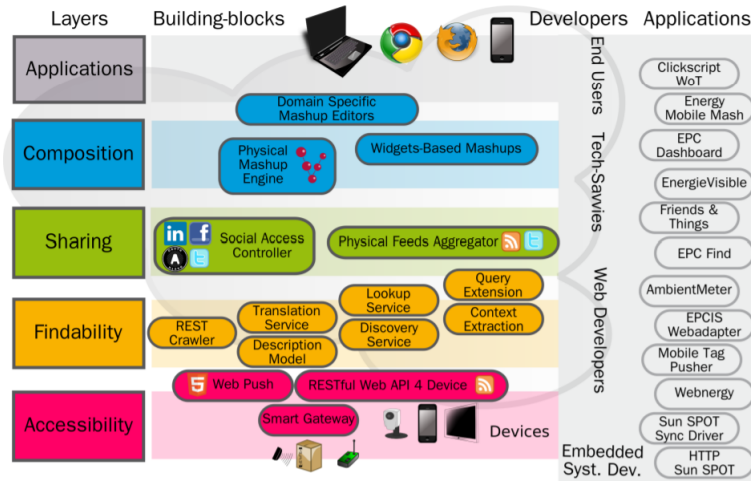 Layers
Building-blocks
Developers
Applications
Applications
Domain Specific
Mashup Editors
Composition
Physical
Mashup
Engine
Widgets-Based Mashups
Sharing
in
f
A
t
Social Access
Controller
Physical Feeds Aggregator
t
Findability
REST
Crawler
Translation
Service
Description
Model
Lookup
Service
Discovery
Service
Query
Extension
Context
Extraction
Accessibility
5
Web Push
RESTful Web API 4 Device
Smart Gateway
Devices
End Users
Tech-Savvies
Web Developers
Embedded
Syst. Dev.
Clickscript
WoT
Energy
Mobile Mash
EPC
Dashboard
EnergieVisible
Friends &
Things
EPC Find
AmbientMeter
EPCIS
Webadapter
Mobile Tag
Pusher
Webnergy
Sun SPOT
Sync Driver
HTTP
Sun SPOT